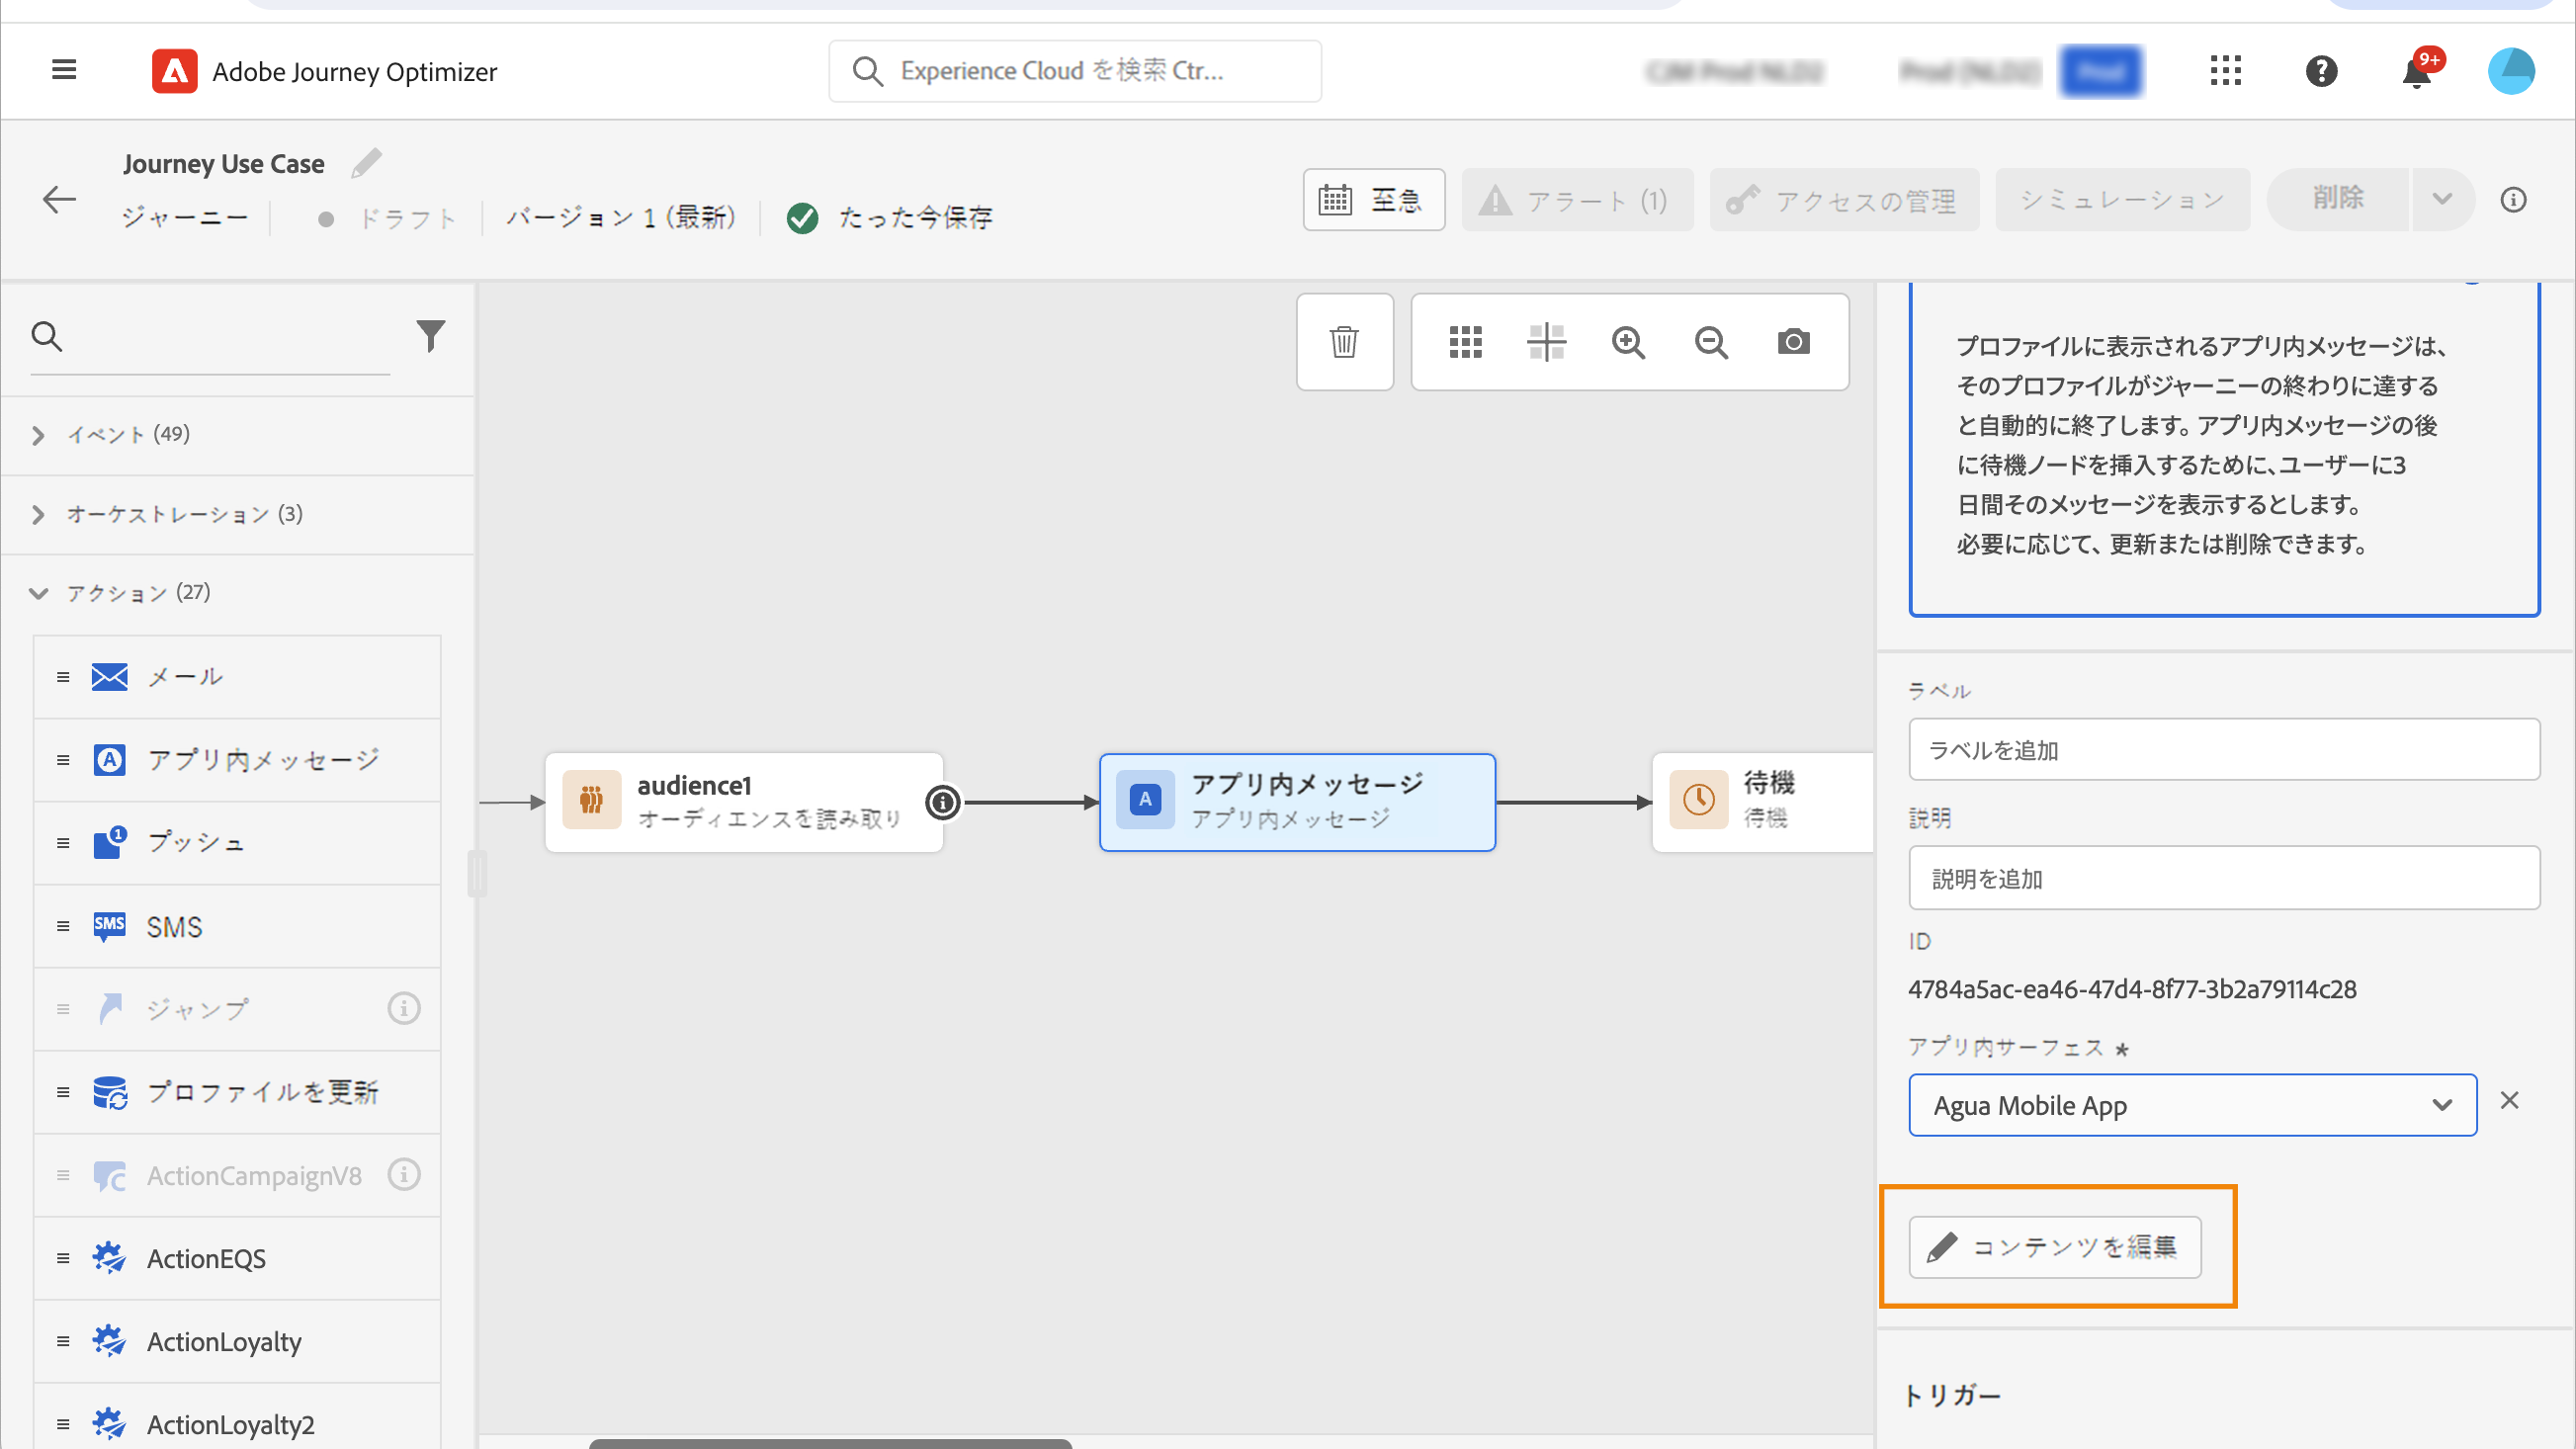 Adobe Journey Optimizer
Experience Cloud を検索 Ctr...
9+
Journey Use Case
ジャーニー
ドラフト
バージョン 1 (最新)
たった今保存
至急
アラート (1)
アクセスの管理
シミュレーション
削除
イベント (49)
オーケストレーション (3)
アクション (27)
メール
アプリ内メッセージ
プッシュ
SMS
ジャンプ
プロファイルを更新
ActionCampaignV8
ActionEQS
ActionLoyalty
ActionLoyalty2
audience1
オーディエンスを読み取り
アプリ内メッセージ
アプリ内メッセージ
待機
待機
プロファイルに表示されるアプリ内メッセージは、
そのプロファイルがジャーニーの終わりに達する
と自動的に終了します。アプリ内メッセージの後
に待機ノードを挿入するために、ユーザーに3
日間そのメッセージを表示するとします。
必要に応じて、更新または削除できます。
ラベル
ラベルを追加
説明
説明を追加
ID
4784a5ac-ea46-47d4-8f77-3b2a79114c28
アプリ内サーフェス *
Agua Mobile App
コンテンツを編集
トリガー